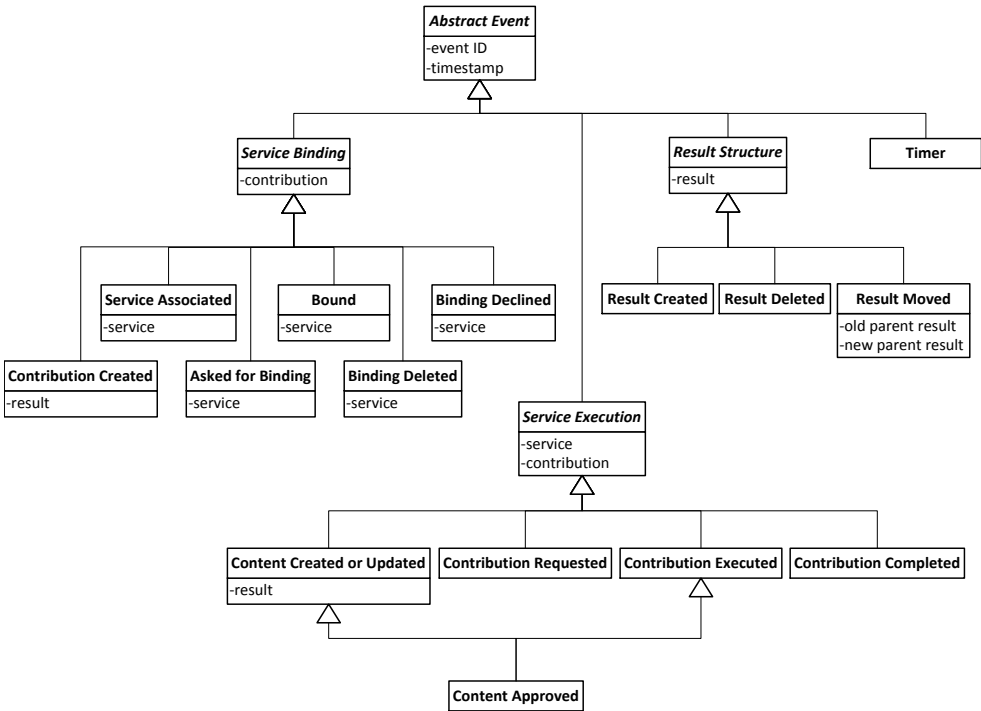 Abstract Event
-event ID
-timestamp
Service Binding
-contribution
Result Structure
-result
Timer
Service Associated
-service
Bound
-service
Binding Declined
-service
Result Created
Result Deleted
Result Moved
-old parent result
-new parent result
Contribution Created
-result
Asked for Binding
-service
Binding Deleted
-service
Service Execution
-service
-contribution
Content Created or Updated
-result
Contribution Requested
Contribution Executed
Contribution Completed
Content Approved